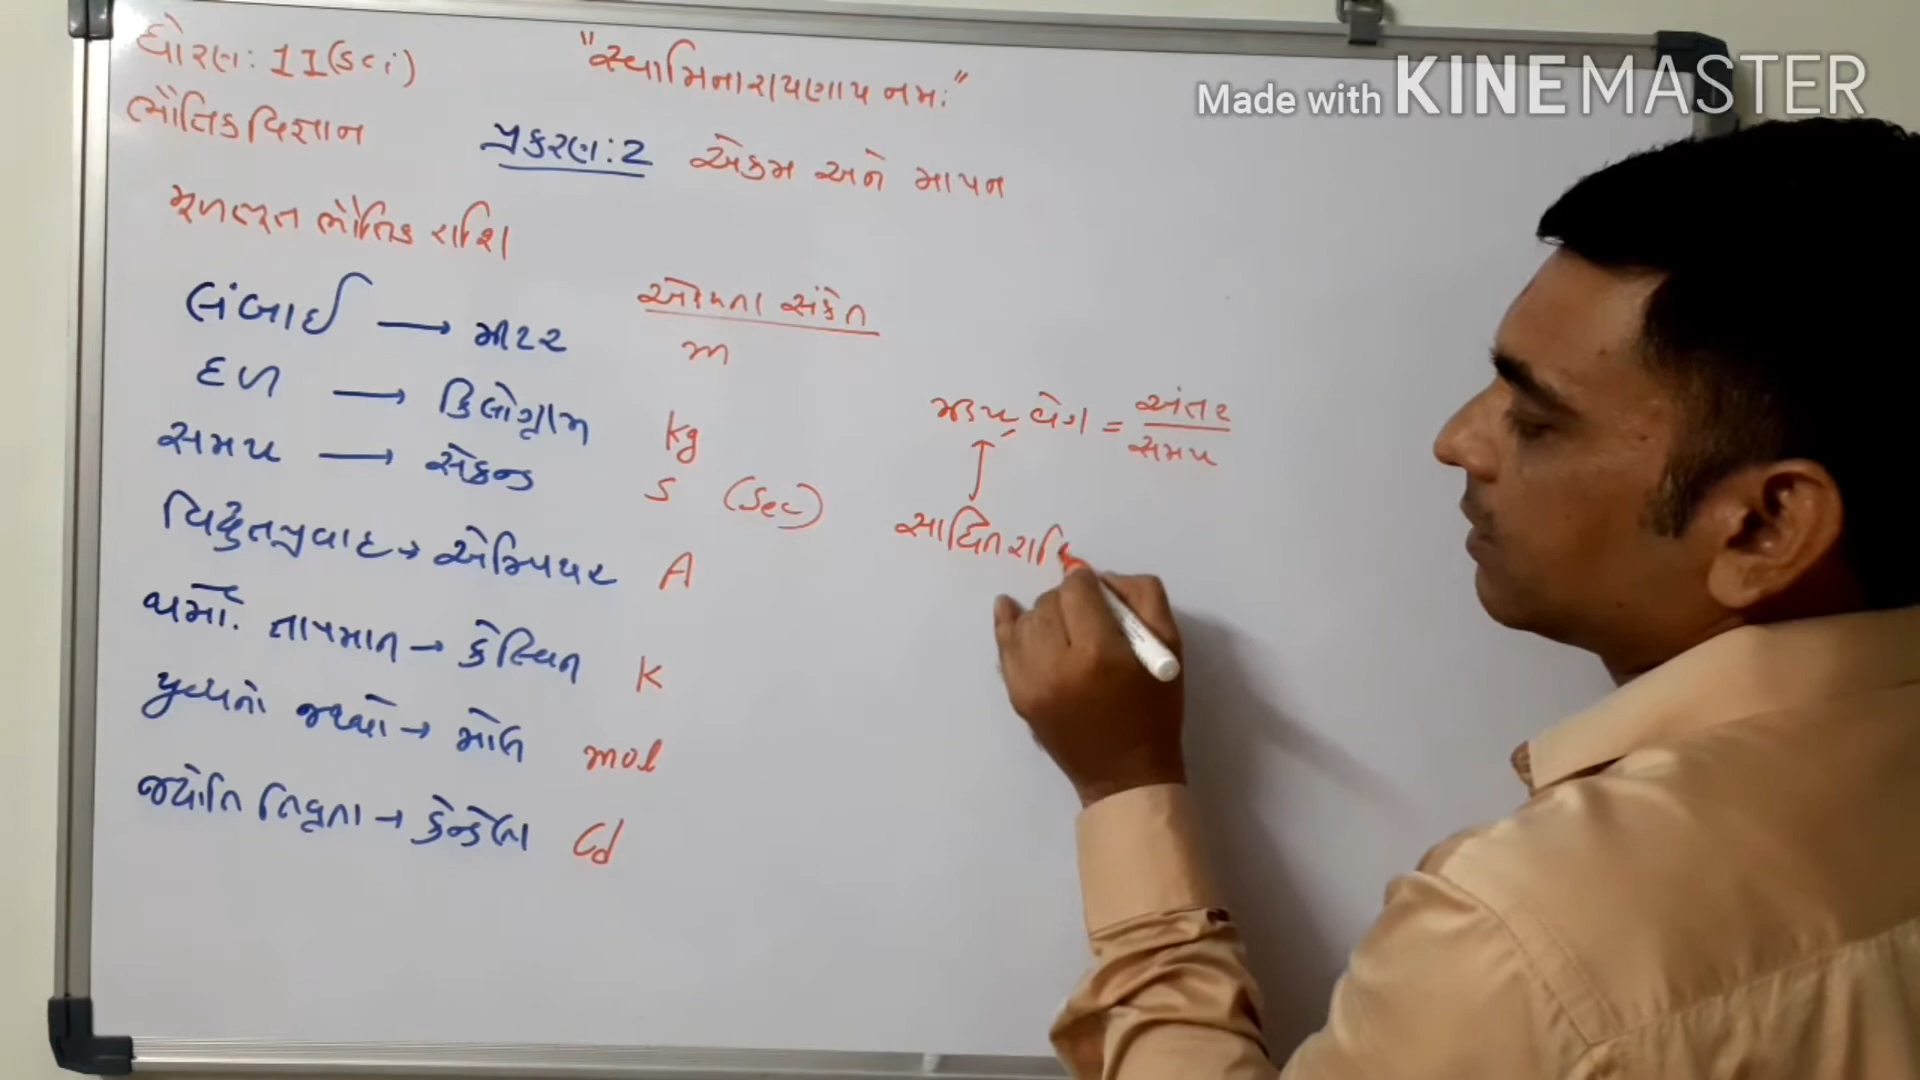 ધોરણ: 11(Sci)
"સ્વામિનારાયણાય નમઃ"
Made with KINEMASTER
ભૌતિકવિજ્ઞાન
પ્રકરણ: 2 એકમ અને માપન
મૂળભૂત ભૌતિક રાશિ
એકમના સંકેત
લંબાઈ → મીટર m
દળ → કિલોગ્રામ kg
સમય → સેકન્ડ s (Sec)
વિદ્યુતપ્રવાહ → એમ્પિયર A
થર્મો. તાપમાન → કેલ્વિન K
દ્રવ્યનો જથ્થો → મોલ mol
જ્યોતિ તિવ્રતા → કેન્ડેલા Cd
ઝડપ, વેગ = અંતર / સમય
↑
સાધિત રાશિ